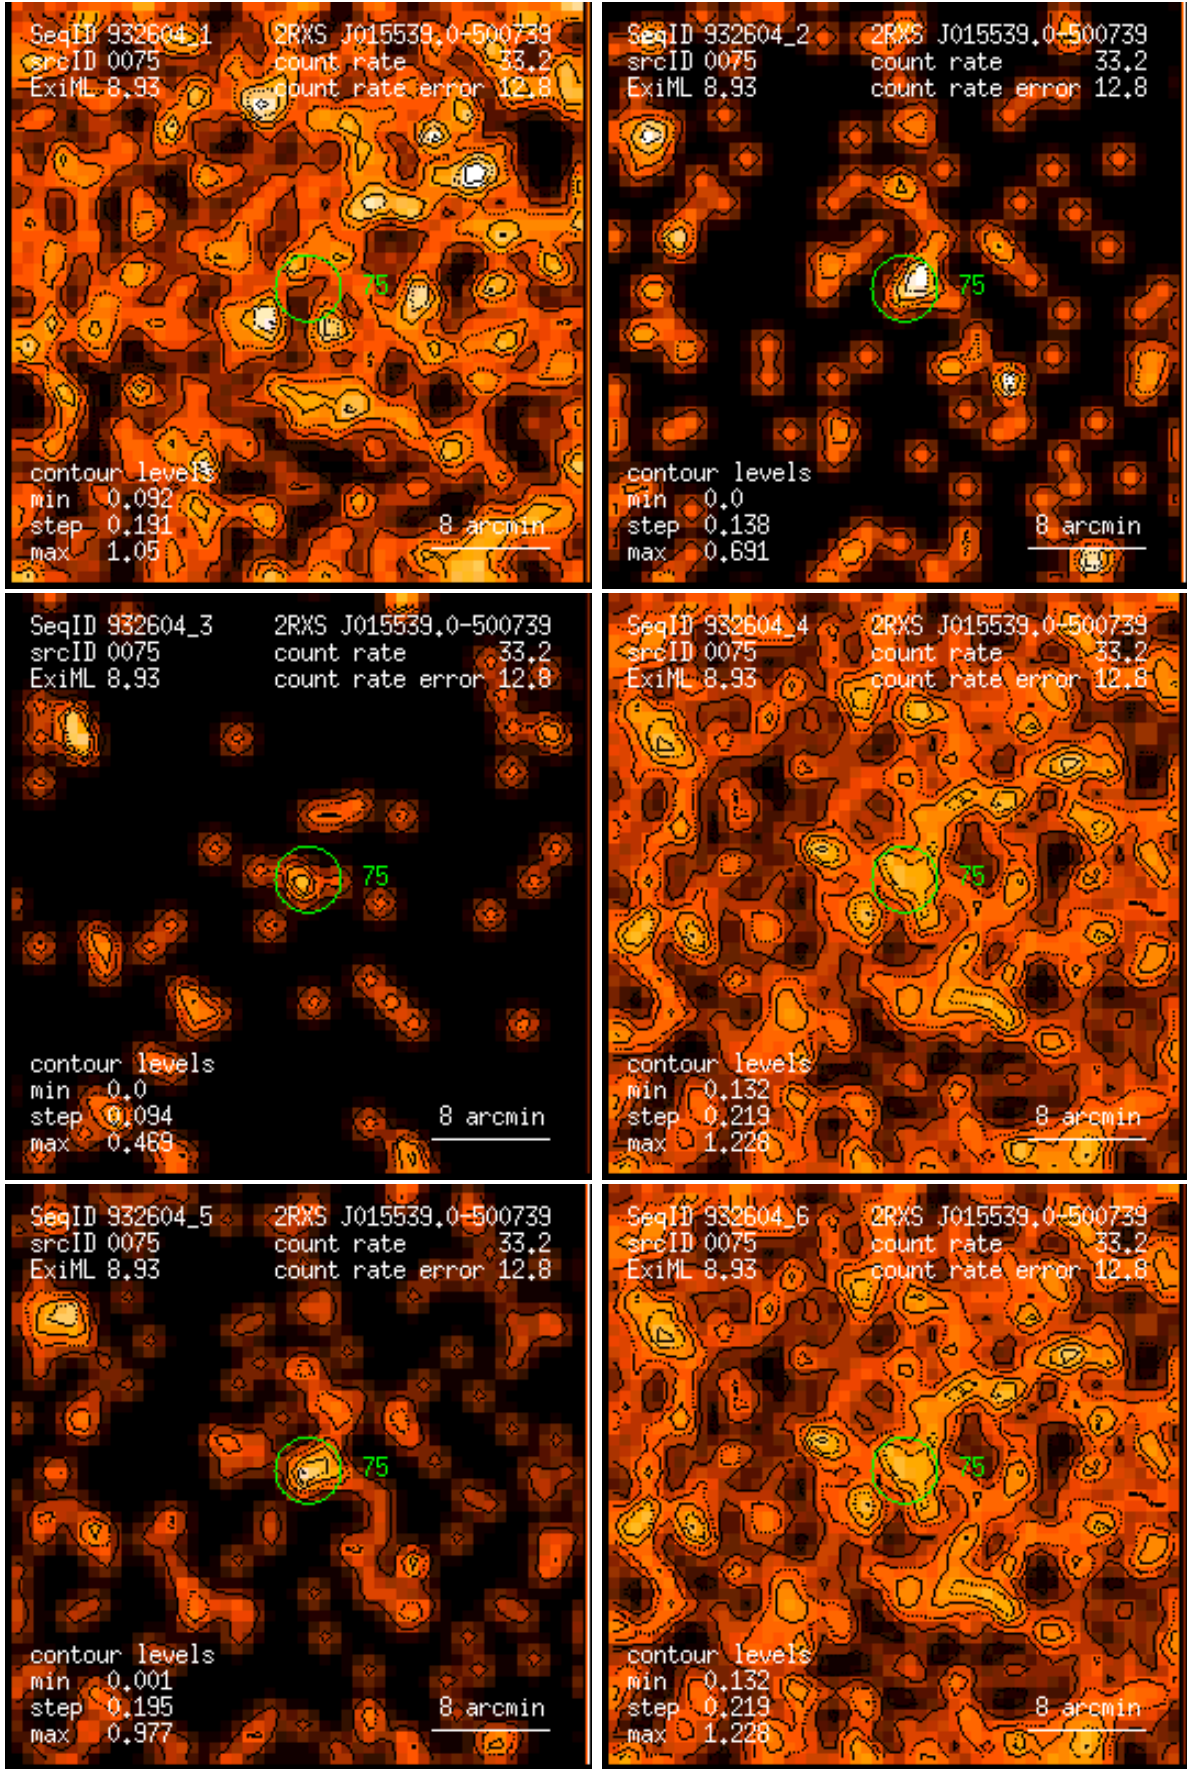 SeqID 932604_1 2RXS J015539.0-500739
srcID 0075 count rate 33.2
ExiML 8.93 count rate error 12.8
75
contour levels
min 0.092
step 0.191
max 1.05
8 arcmin
SeqID 932604_2 2RXS J015539.0-500739
srcID 0075 count rate 33.2
ExiML 8.93 count rate error 12.8
75
contour levels
min 0.0
step 0.138
max 0.691
8 arcmin
SeqID 932604_3 2RXS J015539.0-500739
srcID 0075 count rate 33.2
ExiML 8.93 count rate error 12.8
75
contour levels
min 0.0
step 0.094
max 0.469
8 arcmin
SeqID 932604_4 2RXS J015539.0-500739
srcID 0075 count rate 33.2
ExiML 8.93 count rate error 12.8
75
contour levels
min 0.132
step 0.219
max 1.228
8 arcmin
SeqID 932604_5 2RXS J015539.0-500739
srcID 0075 count rate 33.2
ExiML 8.93 count rate error 12.8
75
contour levels
min 0.001
step 0.195
max 0.977
8 arcmin
SeqID 932604_6 2RXS J015539.0-500739
srcID 0075 count rate 33.2
ExiML 8.93 count rate error 12.8
75
contour levels
min 0.132
step 0.219
max 1.228
8 arcmin